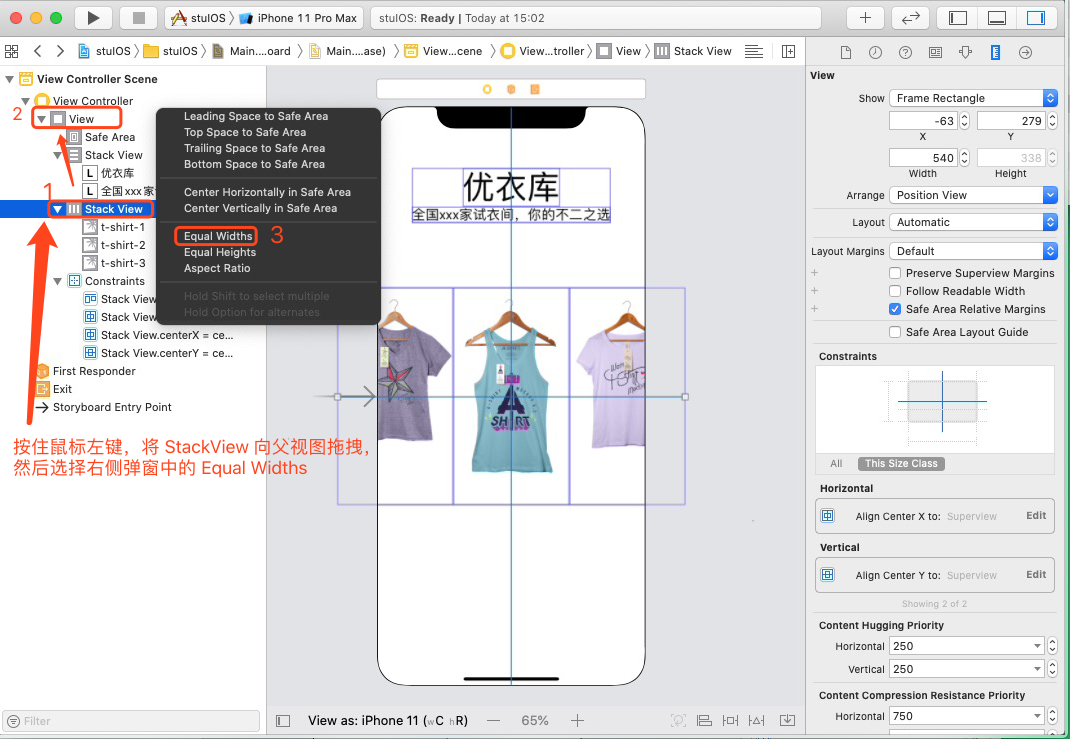 stuIOS
iPhone 11 Pro Max
stuIOS: Ready | Today at 15:02
stuIOS
stuIOS
Main....oard
Main....ase)
View...cene
View...troller
View
Stack View
View Controller Scene
View Controller
2
View
Safe Area
Stack View
L 优衣库
L 全国xxx家
1
Stack View
t-shirt-1
t-shirt-2
t-shirt-3
Constraints
Stack View
Stack View
Stack View.centerX = ce...
Stack View.centerY = ce...
First Responder
Exit
Storyboard Entry Point
按住鼠标左键，将 StackView 向父视图拖拽，
然后选择右侧弹窗中的 Equal Widths
Filter
Leading Space to Safe Area
Top Space to Safe Area
Trailing Space to Safe Area
Bottom Space to Safe Area
Center Horizontally in Safe Area
Center Vertically in Safe Area
Equal Widths
3
Equal Heights
Aspect Ratio
Hold Shift to select multiple
Hold Option for alternates
优衣库
全国xxx家试衣间，你的不二之选
A
SHIRT
View as: iPhone 11 (wC hR)
65%
View
Show
Frame Rectangle
-63
279
X
Y
540
338
Width
Height
Arrange
Position View
Layout
Automatic
Layout Margins
Default
Preserve Superview Margins
Follow Readable Width
Safe Area Relative Margins
Safe Area Layout Guide
Constraints
All
This Size Class
Horizontal
Align Center X to: Superview
Edit
Vertical
Align Center Y to: Superview
Edit
Showing 2 of 2
Content Hugging Priority
Horizontal
250
Vertical
250
Content Compression Resistance Priority
Horizontal
750